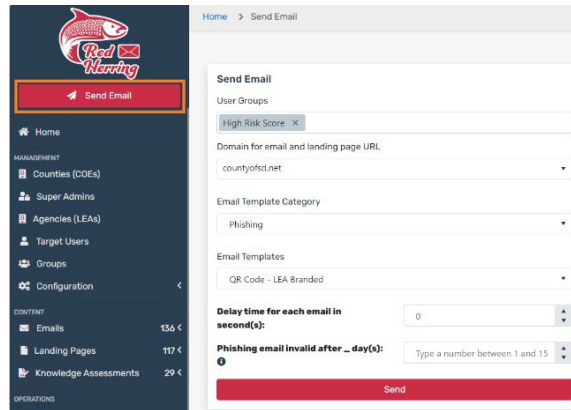 Home > Send Email
Red
Herring
Send Email
Home
MANAGEMENT
Counties (COEs)
Super Admins
Agencies (LEAs)
Target Users
Groups
Configuration <
CONTENT
Emails 136 <
Landing Pages 117 <
Knowledge Assessments 29 <
OPERATIONS
Send Email
User Groups
High Risk Score ×
Domain for email and landing page URL
countyofsd.net
Email Template Category
Phishing
Email Templates
QR Code - LEA Branded
Delay time for each email in
second(s):
0
Phishing email invalid after _ day(s):
Type a number between 1 and 15
Send